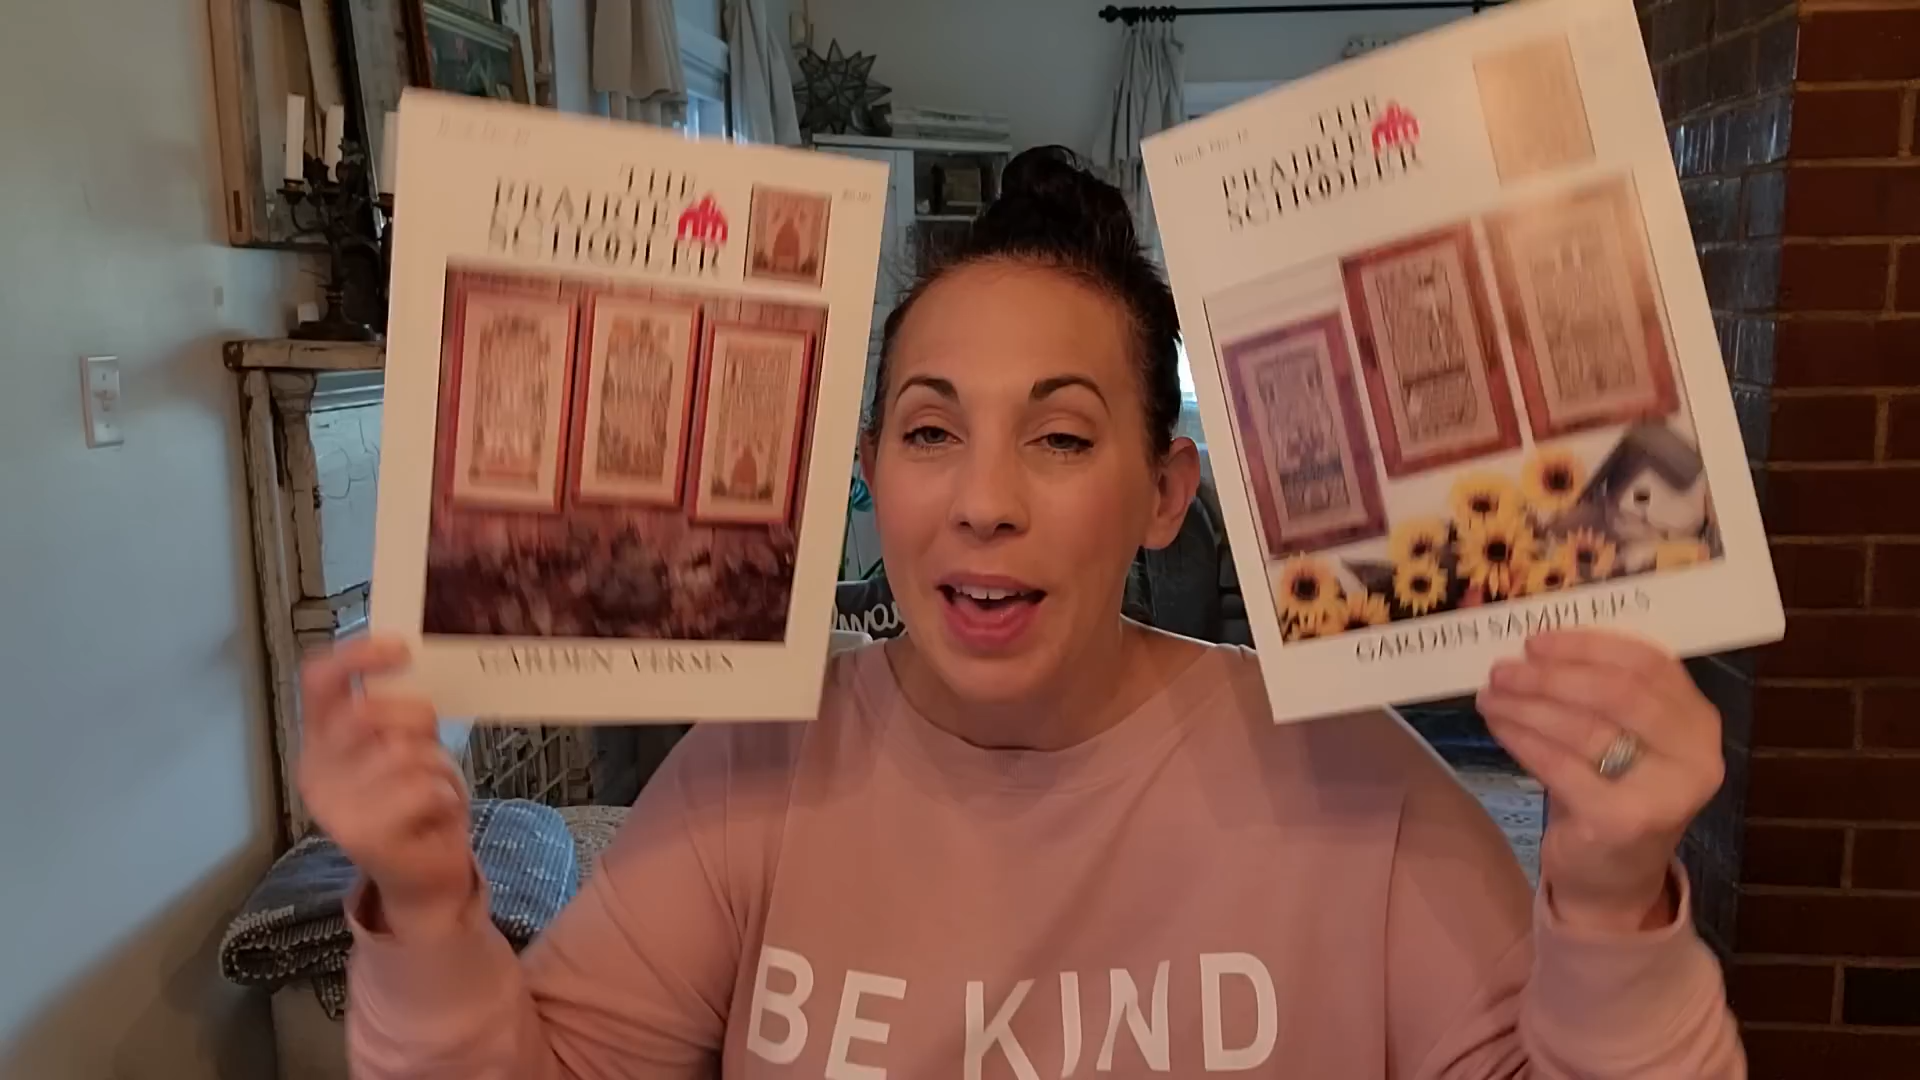 THE
PRAIRIE
SCHOOLER
GARDEN VERSES
THE
PRAIRIE
SCHOOLER
GARDEN SAMPLERS
BE KIND